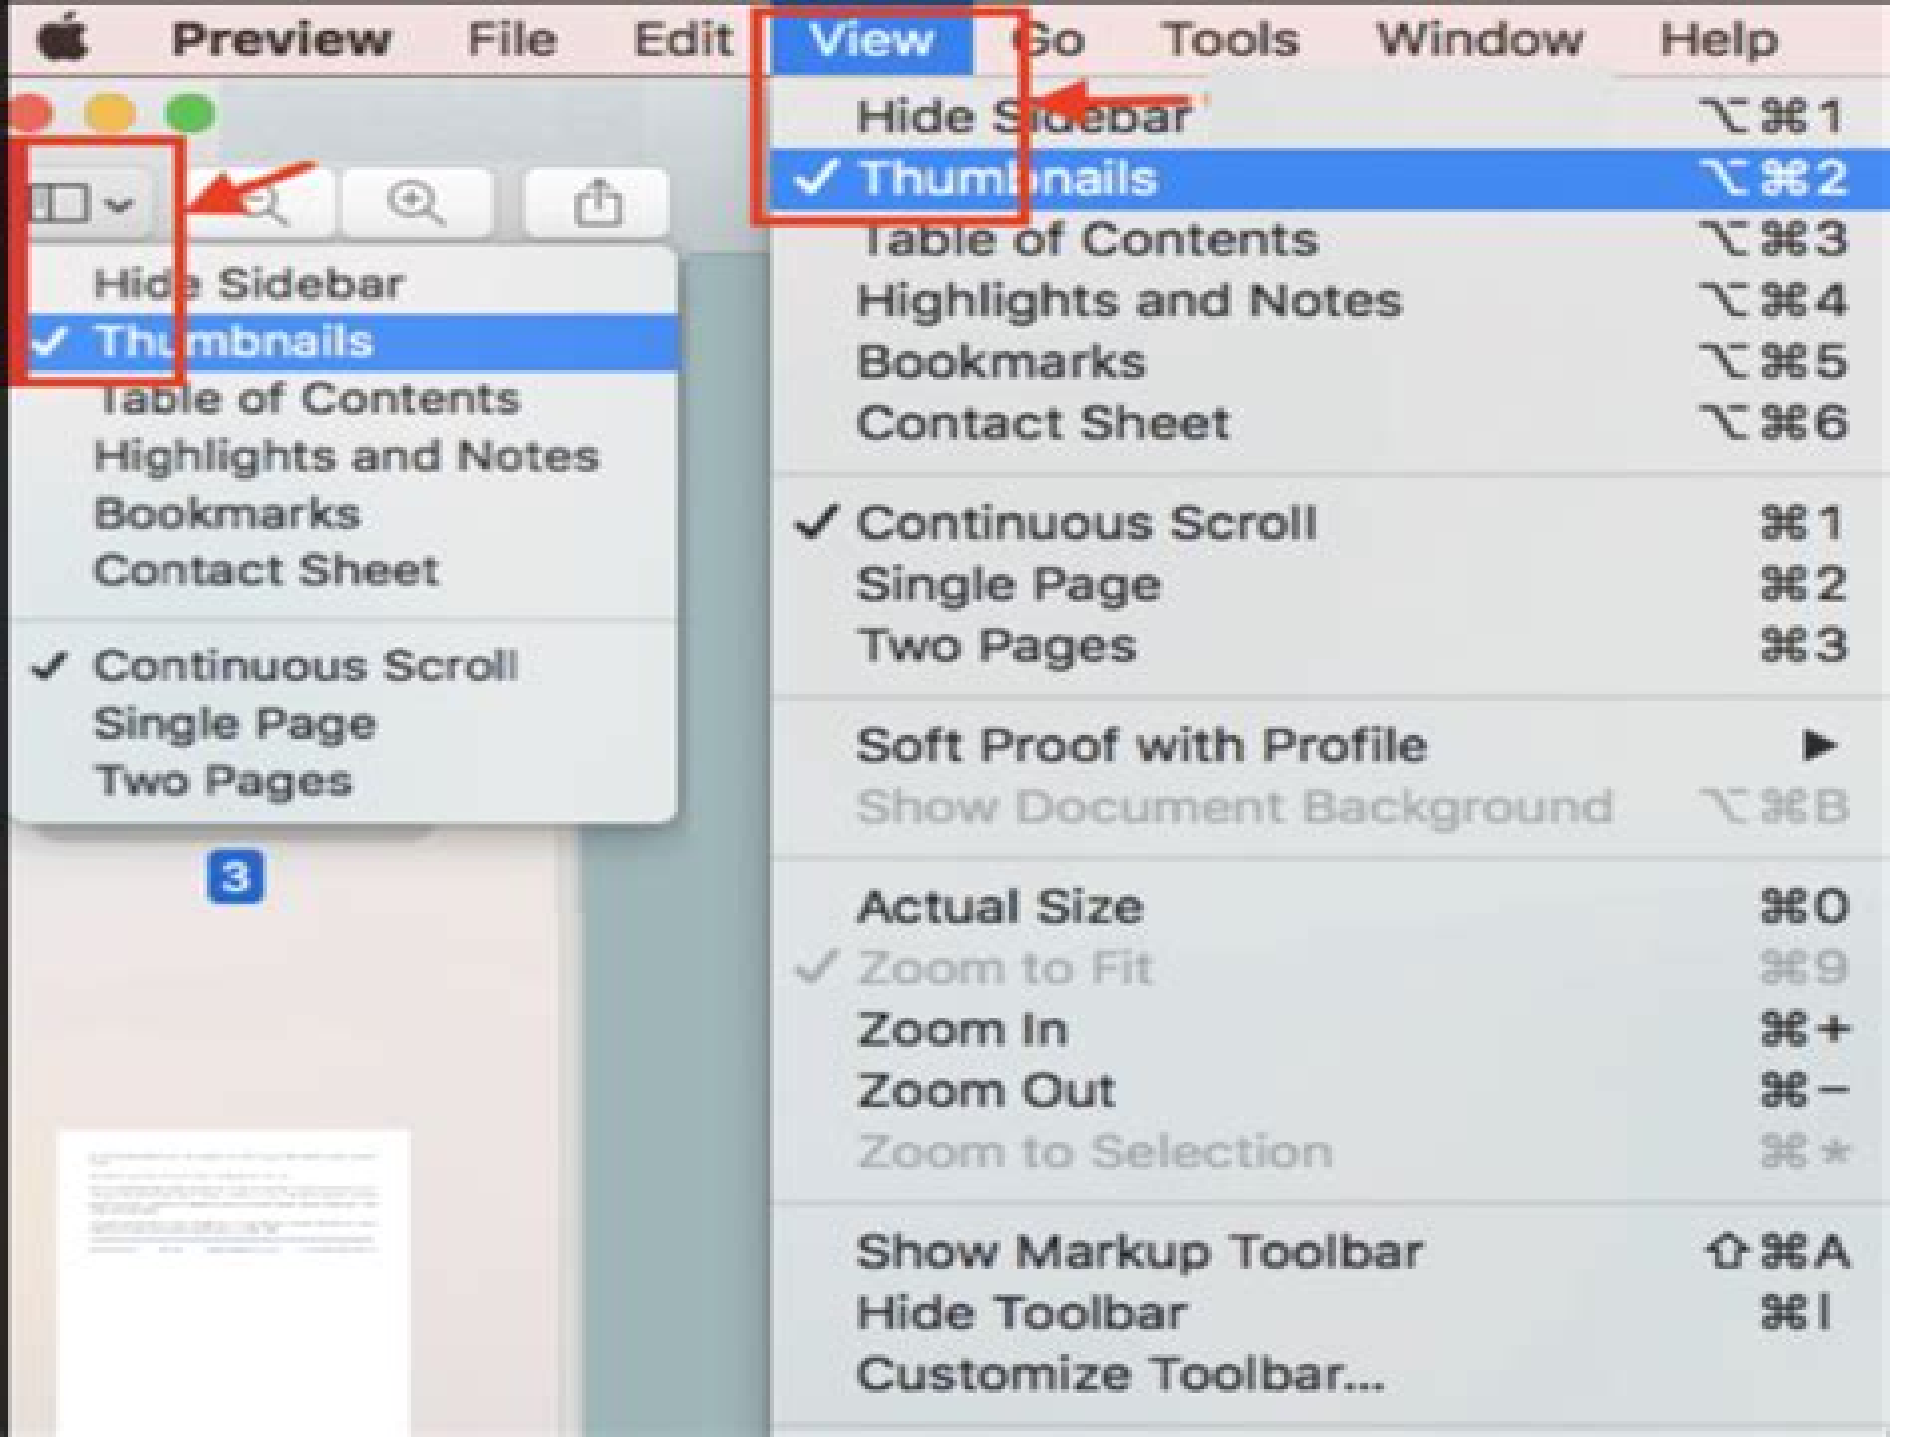 Preview File Edit View Go Tools Window Help
Hide Sidebar
Thumbnails
Table of Contents
Highlights and Notes
Bookmarks
Contact Sheet
Continuous Scroll
Single Page
Two Pages
3
Hide Sidebar ⌥⌘1
Thumbnails ⌥⌘2
Table of Contents ⌥⌘3
Highlights and Notes ⌥⌘4
Bookmarks ⌥⌘5
Contact Sheet ⌥⌘6
Continuous Scroll ⌘1
Single Page ⌘2
Two Pages ⌘3
Soft Proof with Profile
Show Document Background ⌥⌘B
Actual Size ⌘0
Zoom to Fit ⌘9
Zoom In ⌘+
Zoom Out ⌘−
Zoom to Selection ⌘*
Show Markup Toolbar ⇧⌘A
Hide Toolbar ⌘|
Customize Toolbar...